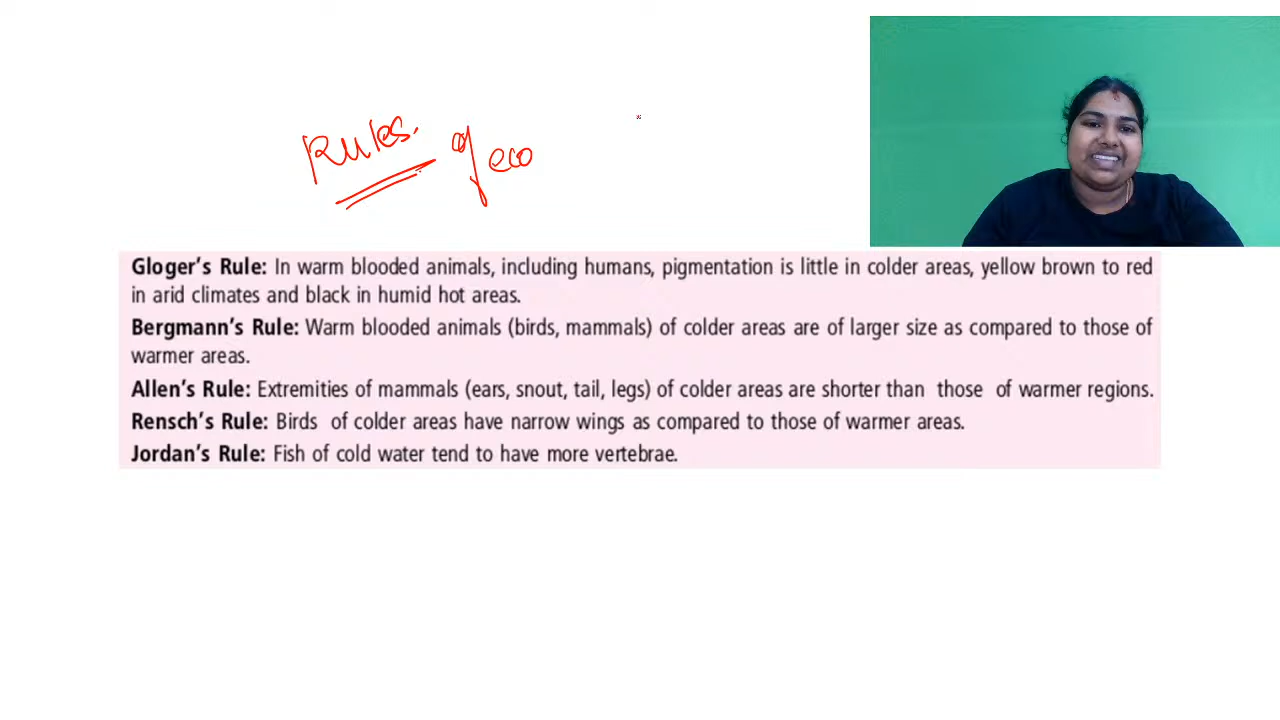 Rules. of eco
Gloger's Rule: In warm blooded animals, including humans, pigmentation is little in colder areas, yellow brown to red
in arid climates and black in humid hot areas.
Bergmann's Rule: Warm blooded animals (birds, mammals) of colder areas are of larger size as compared to those of
warmer areas.
Allen's Rule: Extremities of mammals (ears, snout, tail, legs) of colder areas are shorter than those of warmer regions.
Rensch's Rule: Birds of colder areas have narrow wings as compared to those of warmer areas.
Jordan's Rule: Fish of cold water tend to have more vertebrae.